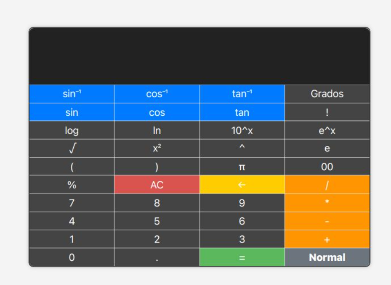 sin⁻¹ cos⁻¹ tan⁻¹ Grados
sin cos tan !
log ln 10^x e^x
√ x² ^ e
( ) π 00
% AC ← /
7 8 9 *
4 5 6 -
1 2 3 +
0 . = Normal